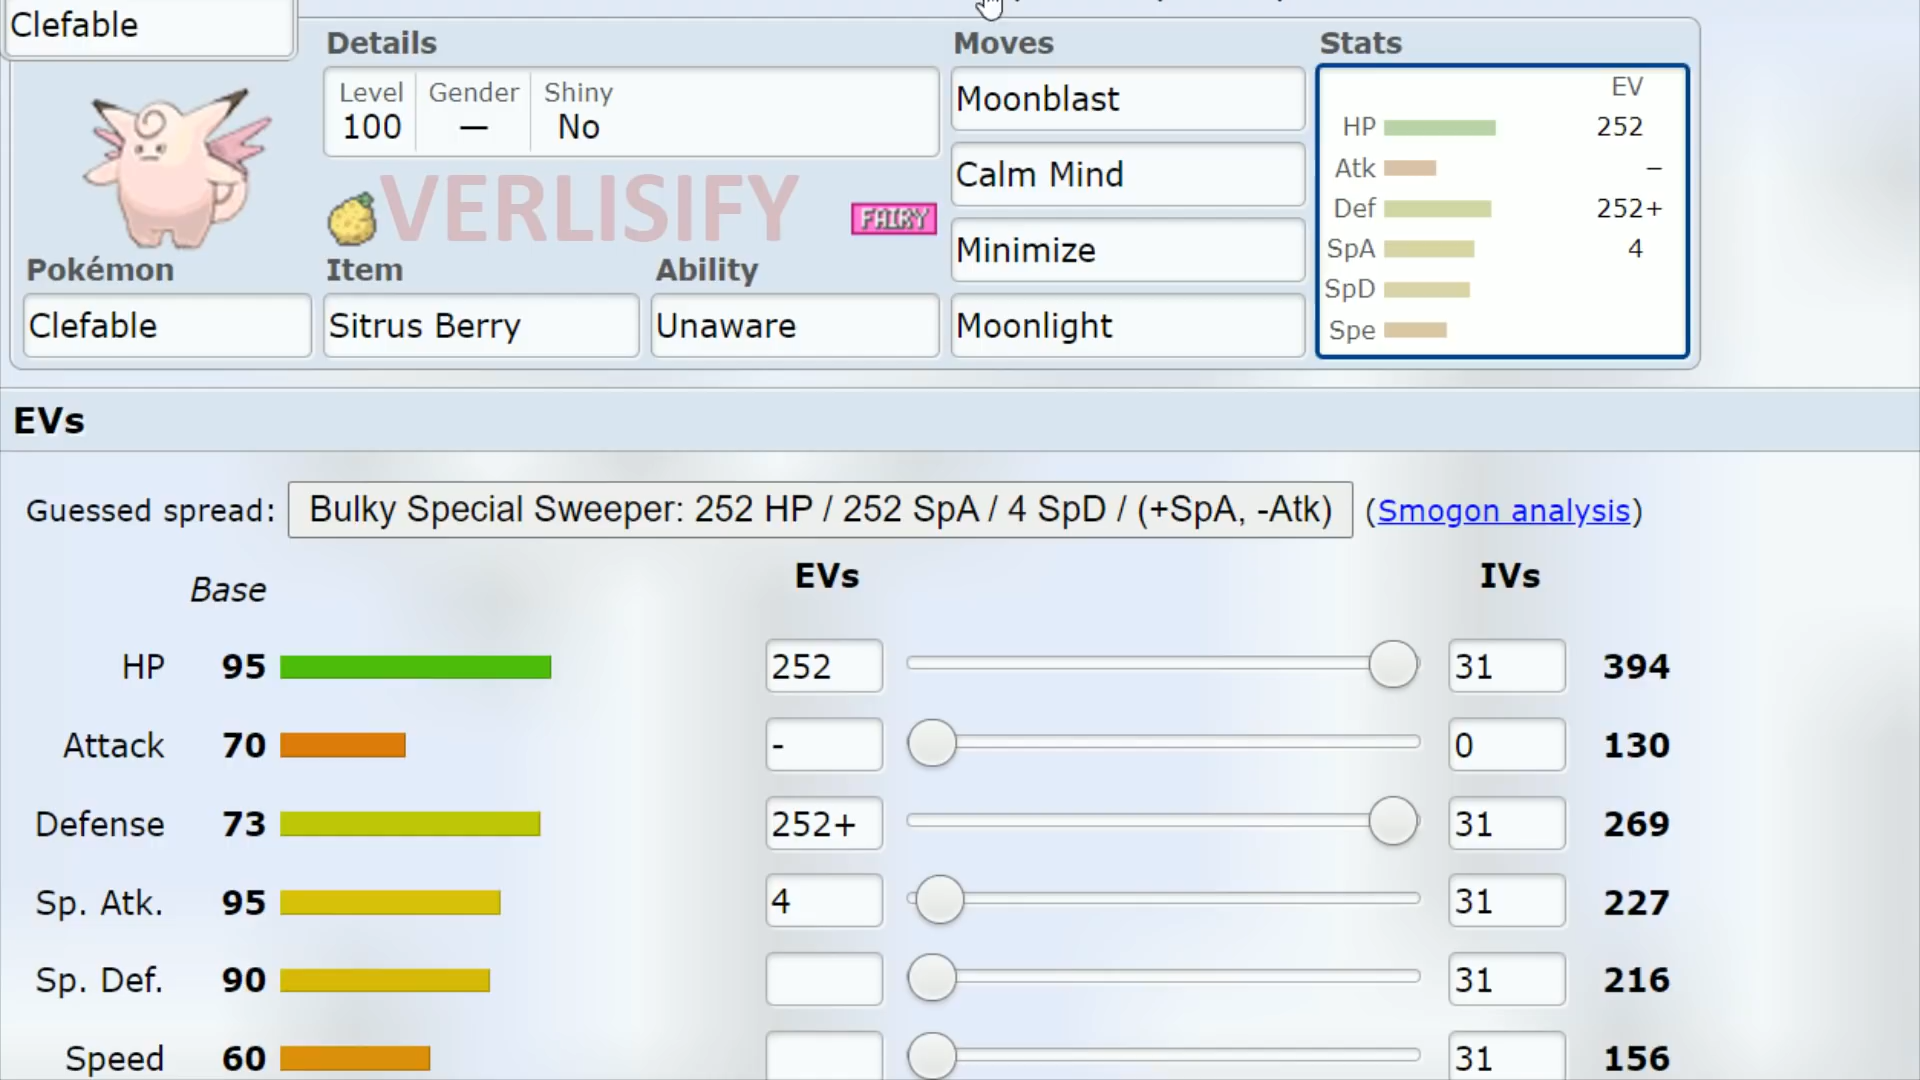 Clefable
Details
Moves
Stats
Level
Gender
Shiny
100
—
No
Moonblast
Calm Mind
Minimize
Moonlight
EV
HP 252
Atk –
Def 252+
SpA 4
SpD
Spe
VERLISIFY
FAIRY
Pokémon
Item
Ability
Clefable
Sitrus Berry
Unaware
EVs
Guessed spread: Bulky Special Sweeper: 252 HP / 252 SpA / 4 SpD / (+SpA, -Atk) (Smogon analysis)
Base
EVs
IVs
HP 95 252 31 394
Attack 70 - 0 130
Defense 73 252+ 31 269
Sp. Atk. 95 4 31 227
Sp. Def. 90 31 216
Speed 60 31 156